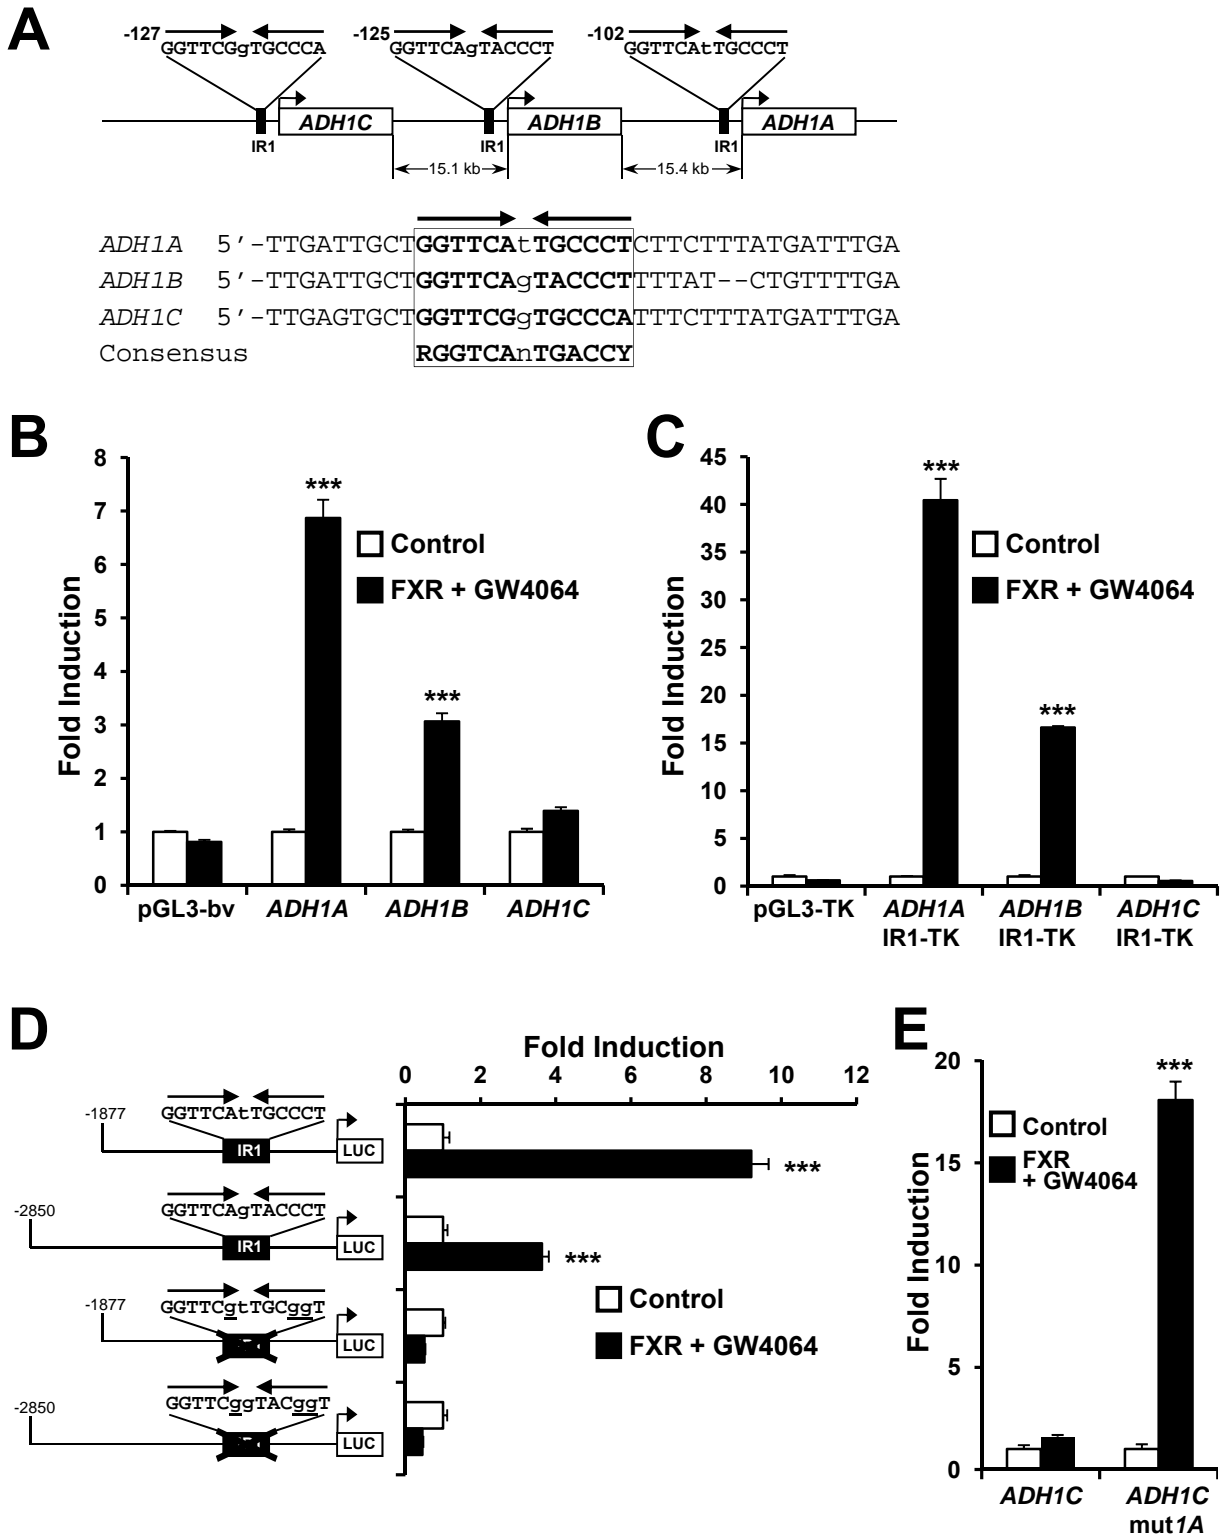 A
-127 GGTTCGgTGCCCA
-125 GGTTCAgTACCCT
-102 GGTTCAtTGCCCT
ADH1C
ADH1B
ADH1A
IR1
IR1
IR1
15.1 kb
15.4 kb
ADH1A 5'-TTGATTGCTGGTTCAtTGCCCTCTTCTTTATGATTTGA
ADH1B 5'-TTGATTGCTGGTTCAgTACCCTTTTAT--CTGTTTTGA
ADH1C 5'-TTGAGTGCTGGTTCGgTGCCCATTTCTTTATGATTTGA
Consensus RGGTCAnTGACCY
B
Fold Induction
8
7
6
5
4
3
2
1
0
***
***
Control
FXR + GW4064
pGL3-bv
ADH1A
ADH1B
ADH1C
C
Fold Induction
45
40
35
30
25
20
15
10
5
0
***
***
Control
FXR + GW4064
pGL3-TK
ADH1A IR1-TK
ADH1B IR1-TK
ADH1C IR1-TK
D
Fold Induction
0 2 4 6 8 10 12
-1877
GGTTCAtTGCCCT
IR1
LUC
***
-2850
GGTTCAgTACCCT
IR1
LUC
***
-1877
GGTTCgtTGCggT
LUC
-2850
GGTTCggTACggT
LUC
Control
FXR + GW4064
E
Fold Induction
20
15
10
5
0
***
Control
FXR
+ GW4064
ADH1C
ADH1C
mut1A